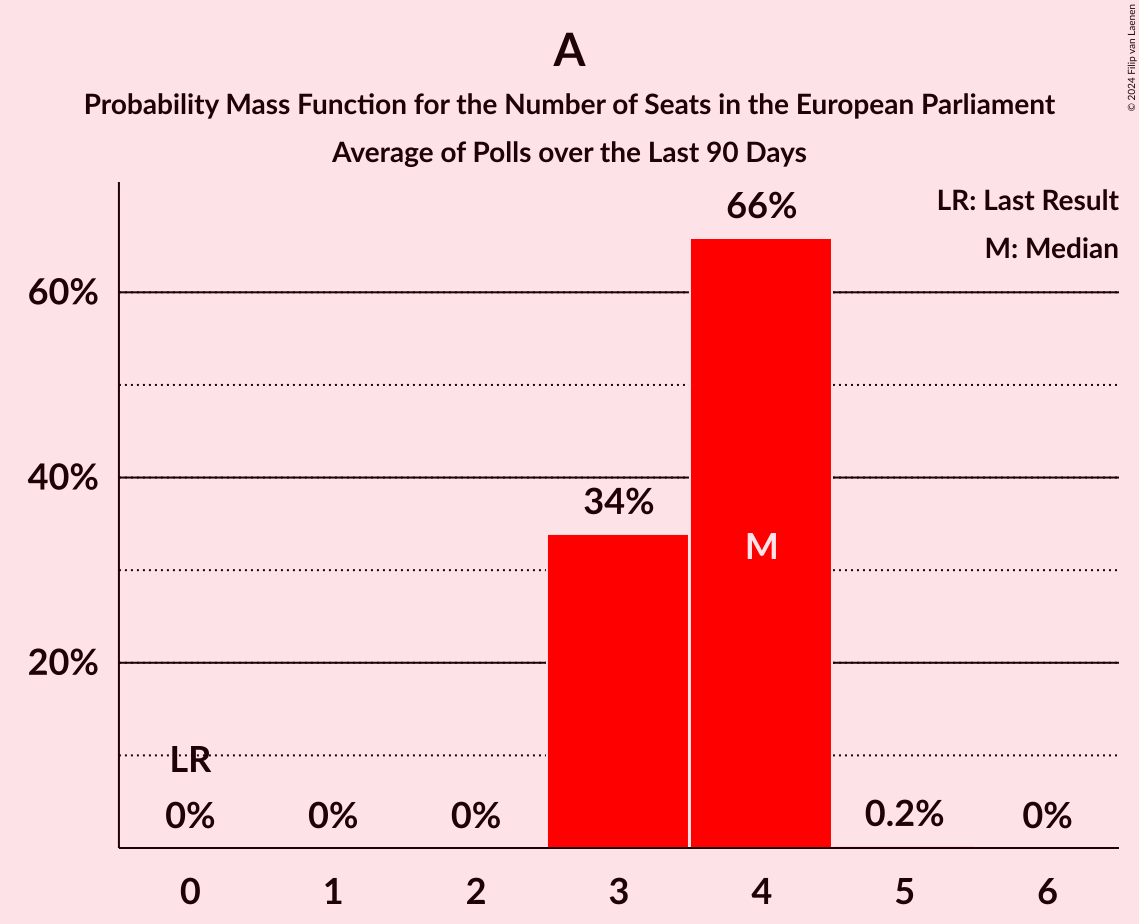 A
Probability Mass Function for the Number of Seats in the European Parliament
Average of Polls over the Last 90 Days
© 2024 Filip van Laenen
LR: Last Result
M: Median
66%
60%
40%
34%
M
20%
LR
0% 0% 0% 0.2% 0%
0 1 2 3 4 5 6